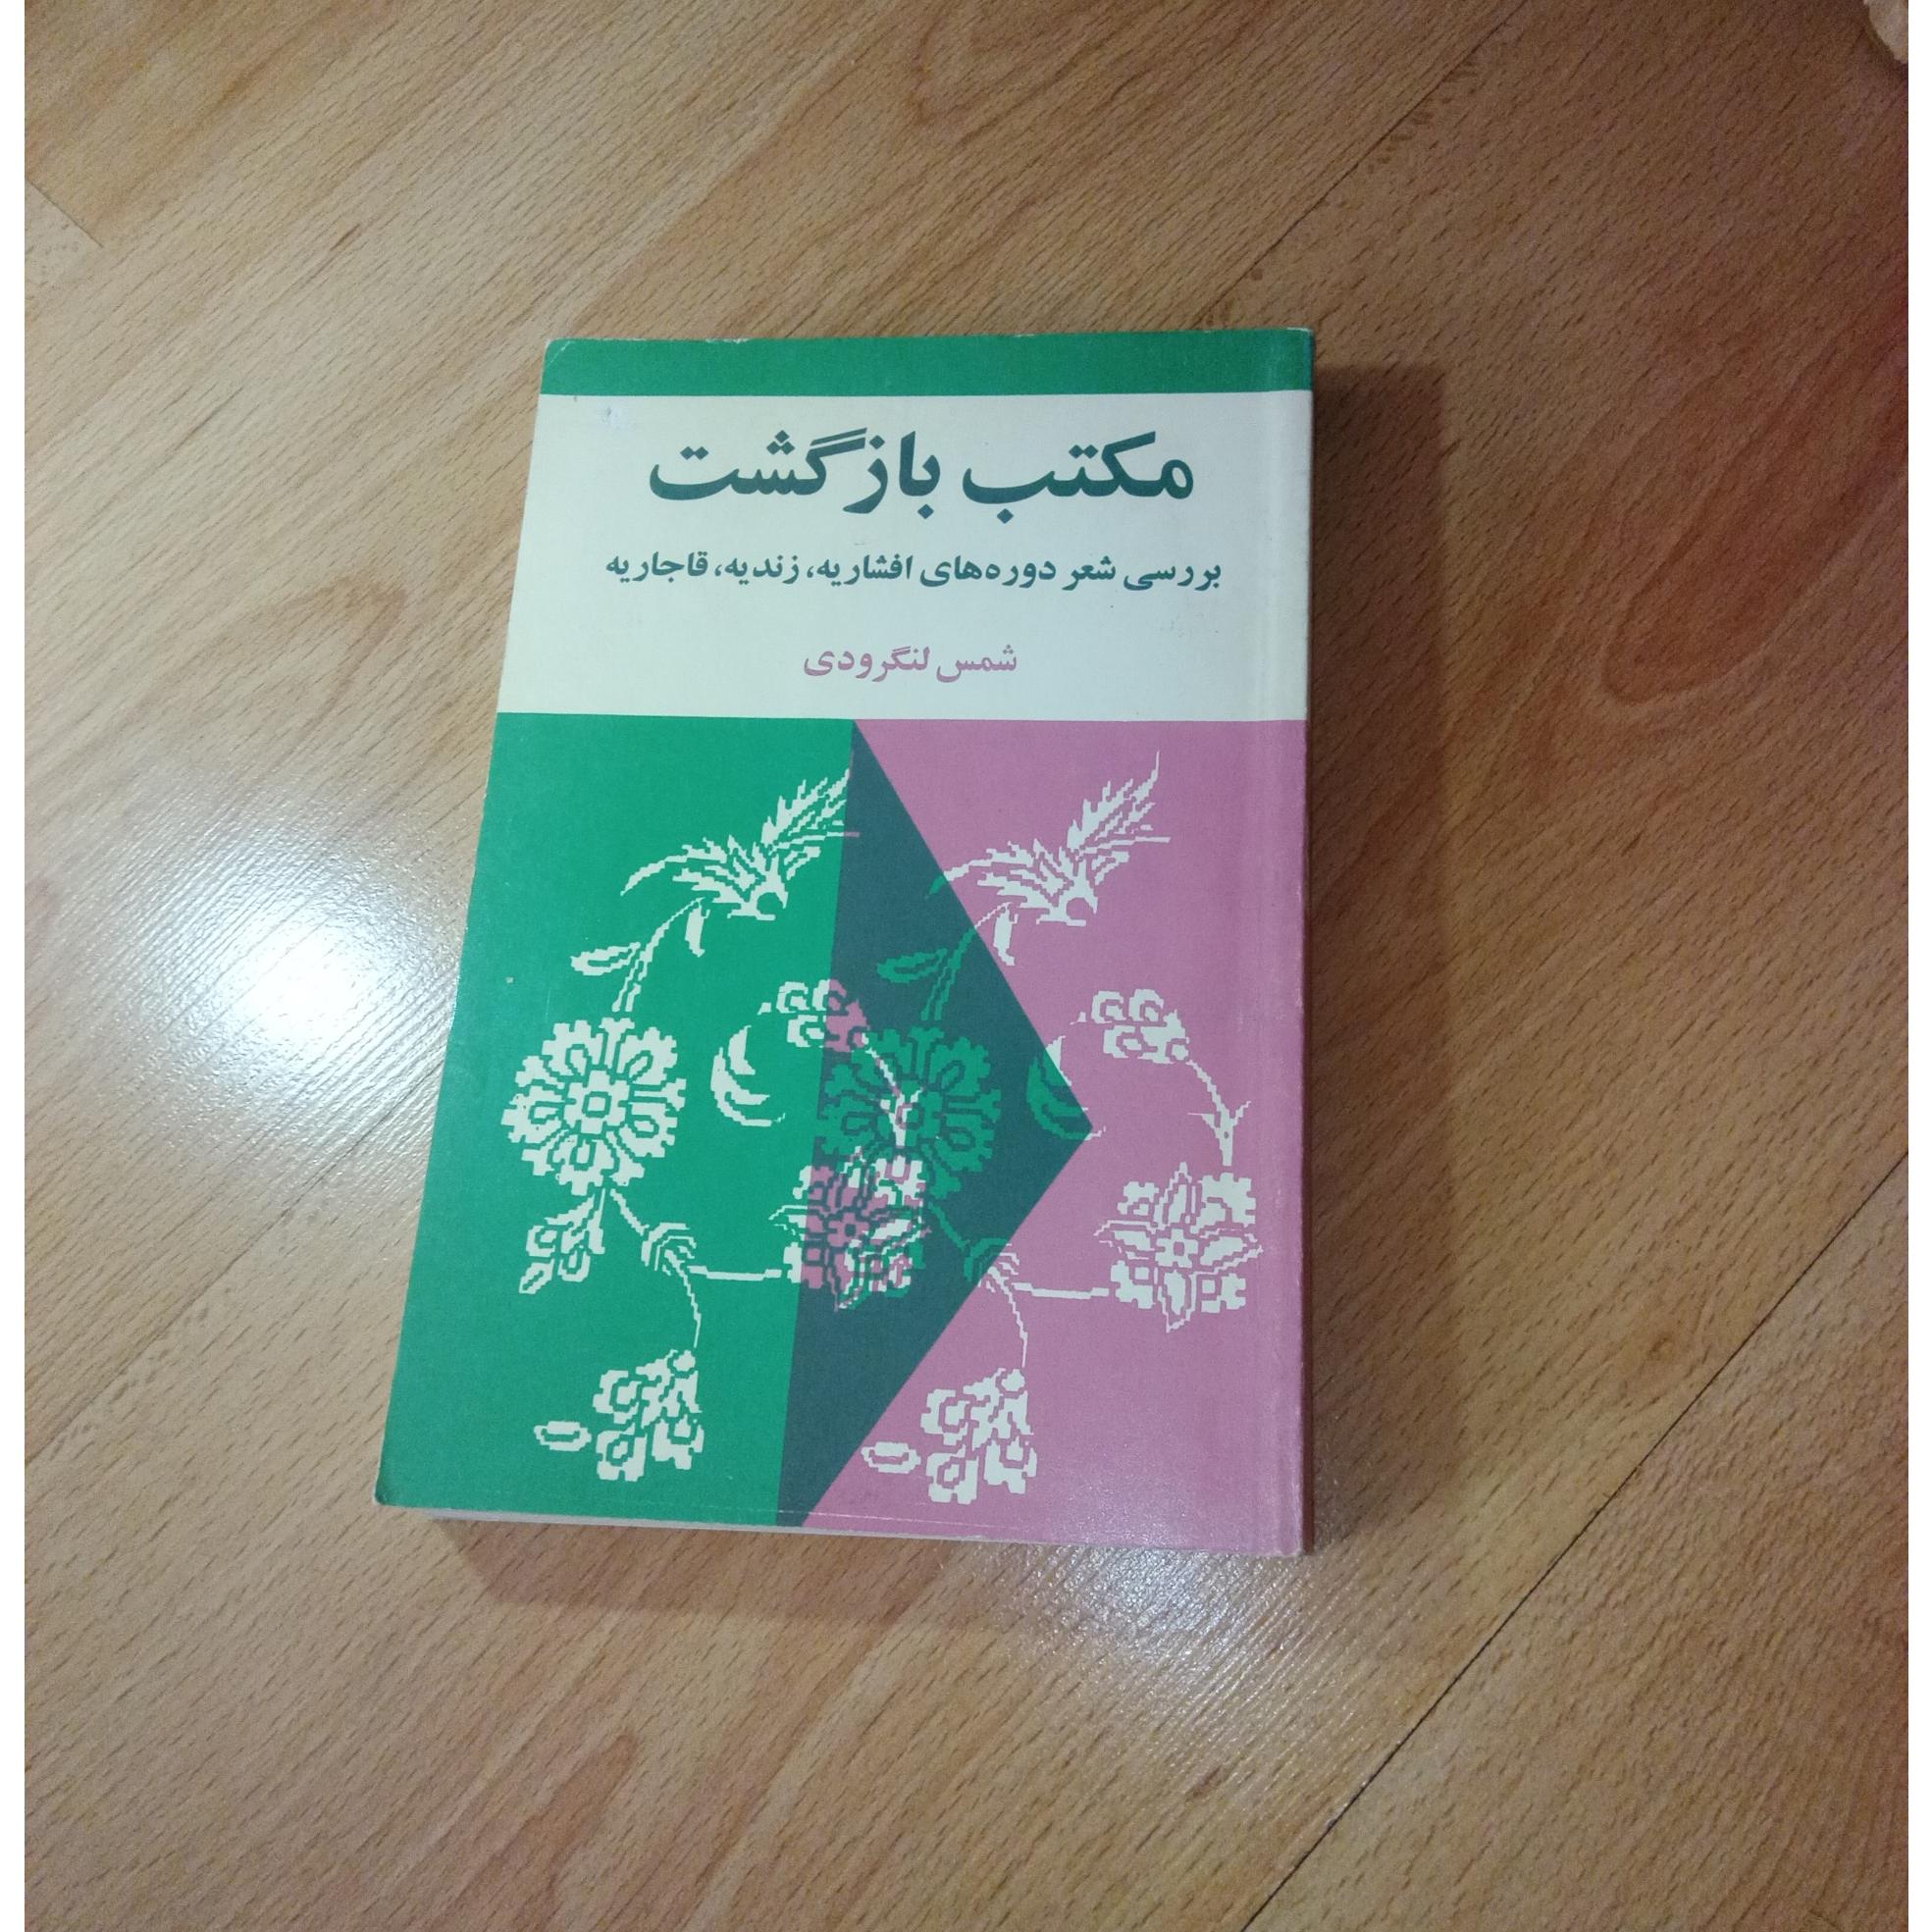 مکتب بازگشت
بررسی شعر دوره‌های افشاریه، زندیه، قاجاریه
شمس لنگرودی